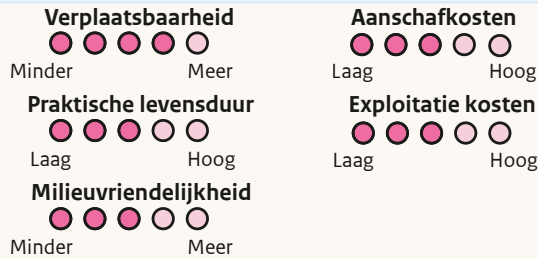 Verplaatsbaarheid
Minder Meer
Aanschafkosten
Laag Hoog
Praktische levensduur
Laag Hoog
Exploitatie kosten
Laag Hoog
Milieuvriendelijkheid
Minder Meer